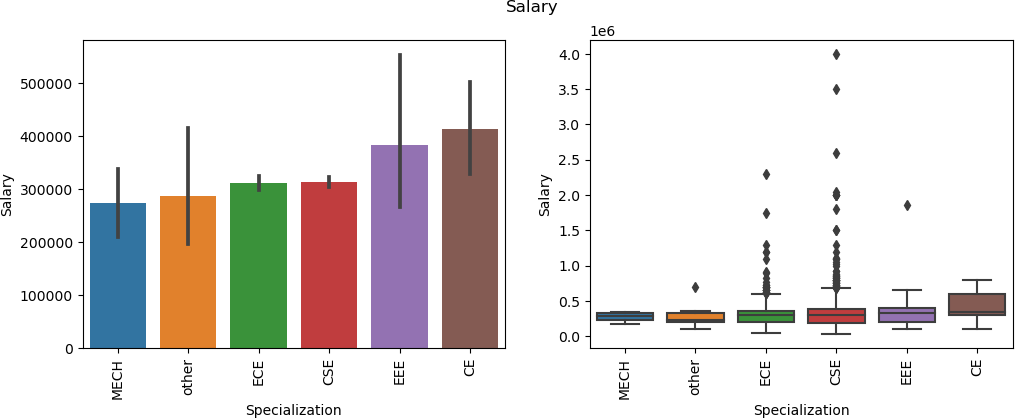 Salary
500000
400000
300000
200000
100000
0
Salary
MECH
other
ECE
CSE
EEE
CE
Specialization
1e6
4.0
3.5
3.0
2.5
2.0
1.5
1.0
0.5
0.0
Salary
MECH
other
ECE
CSE
EEE
CE
Specialization